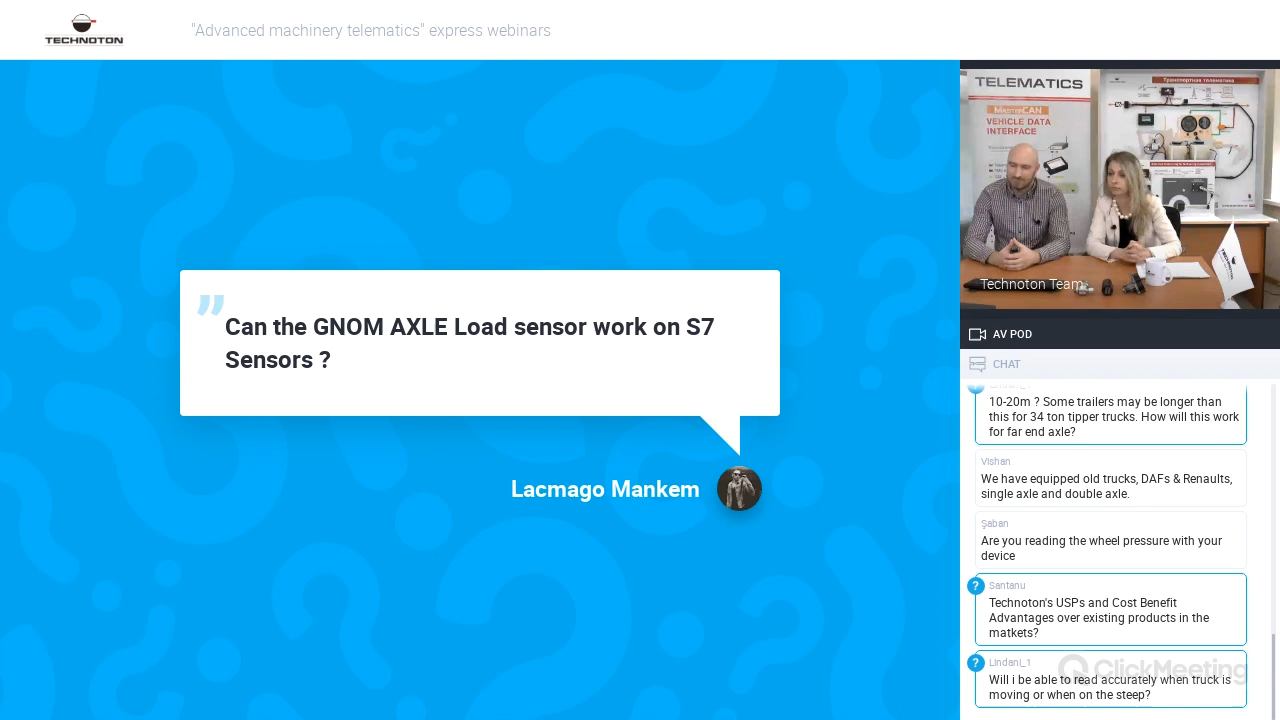 TECHNOTON
"Advanced machinery telematics" express webinars
”
Can the GNOM AXLE Load sensor work on S7
Sensors ?
Lacmago Mankem
TELEMATICS
MasterCAN
VEHICLE DATA
INTERFACE
Транспортная телематика
Technoton Team
AV POD
CHAT
10-20m ? Some trailers may be longer than
this for 34 ton tipper trucks. How will this work
for far end axle?
Vishan
We have equipped old trucks, DAFs & Renaults,
single axle and double axle.
Şaban
Are you reading the wheel pressure with your
device
?
Santanu
Technoton's USPs and Cost Benefit
Advantages over existing products in the
matkets?
?
Lindani_1
Will i be able to read accurately when truck is
moving or when on the steep?
ClickMeeting